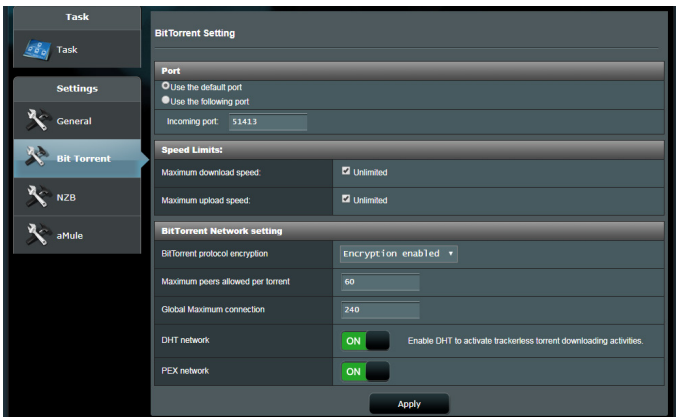 Task
Task
Settings
General
Bit Torrent
NZB
aMule
BitTorrent Setting
Port
Use the default port
Use the following port
Incoming port: 51413
Speed Limits:
Maximum download speed: Unlimited
Maximum upload speed: Unlimited
BitTorrent Network setting
BitTorrent protocol encryption Encryption enabled
Maximum peers allowed per torrent 60
Global Maximum connection 240
DHT network ON Enable DHT to activate trackerless torrent downloading activities.
PEX network ON
Apply